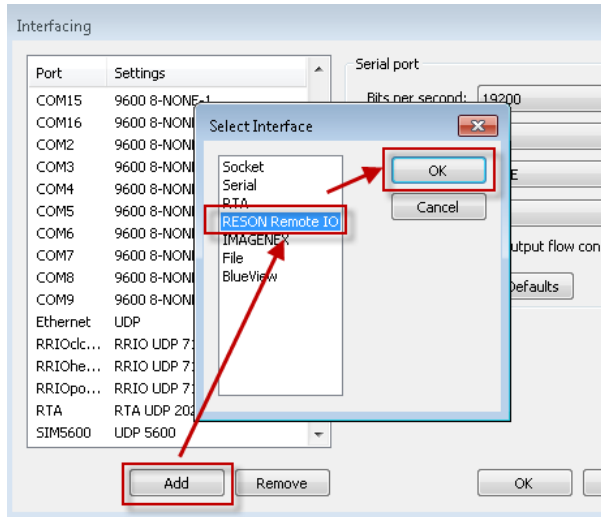 Interfacing
Port Settings
COM15 9600 8-NONE-1
COM16 9600 8-NON
COM2 9600 8-NON
COM3 9600 8-NON
COM4 9600 8-NON
COM5 9600 8-NON
COM6 9600 8-NON
COM7 9600 8-NON
COM8 9600 8-NON
COM9 9600 8-NON
Ethernet UDP
RRIOclc... RRIO UDP 71
RRIOhe... RRIO UDP 71
RRIOpo... RRIO UDP 71
RTA RTA UDP 202
SIM5600 UDP 5600
Add Remove
Serial port
Bits per second: 19200
E
utput flow con
Defaults
OK
Select Interface
Socket
Serial
RTA
RESON Remote IO
IMAGENEX
File
BlueView
OK
Cancel